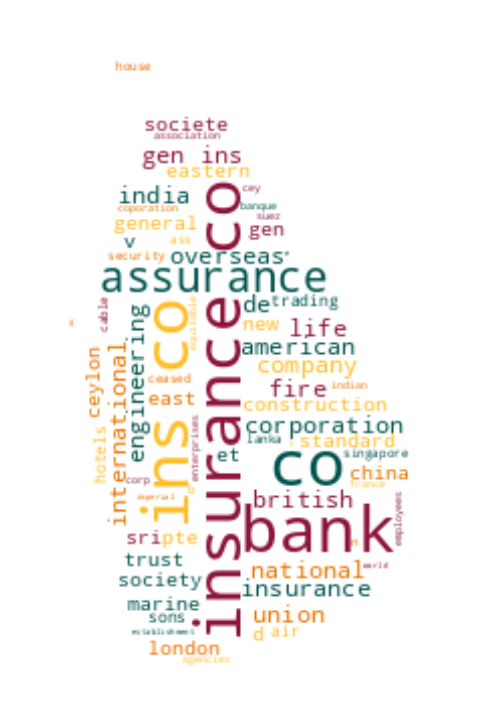 house
societe
association
gen ins
eastern
cey
india
banque
coporation
suez
general
gen
v
ass
co
security
overseas
assurance
de
trading
cable
equitable
new
life
ins co
engineering
american
company
ceylon
international
ceased
fire
indian
east
construction
corporation
hotels
enterprises
lanka
standard
et
singapore
co
china
corp
france
imperial
british
employees
insurance
bank
sri
pte
trust
national
world
society
insurance
marine
sons
union
establishment
d
air
london
agencies